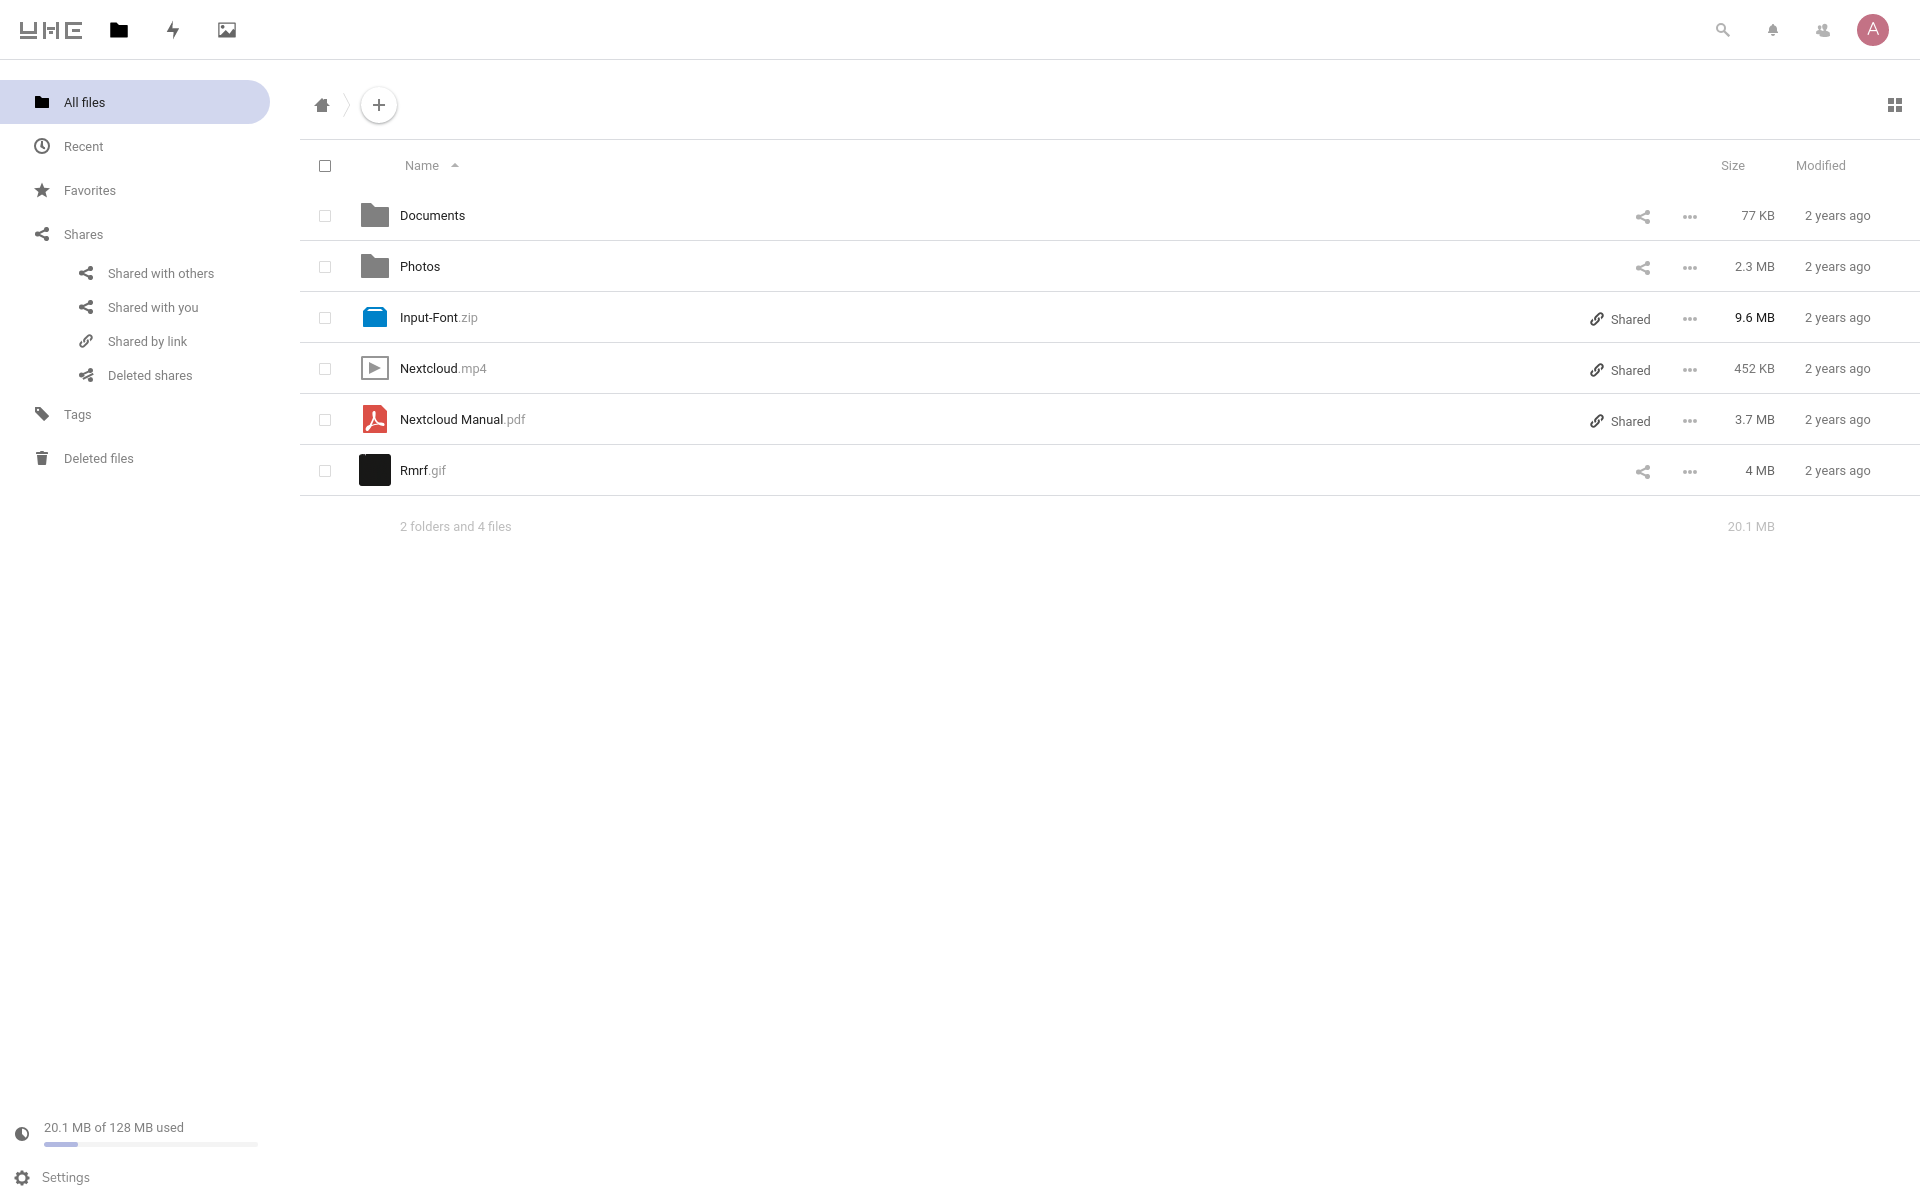 UHE
A
All files
Recent
Favorites
Shares
Shared with others
Shared with you
Shared by link
Deleted shares
Tags
Deleted files
Name Size Modified
Documents 77 KB 2 years ago
Photos 2.3 MB 2 years ago
Input-Font.zip Shared 9.6 MB 2 years ago
Nextcloud.mp4 Shared 452 KB 2 years ago
Nextcloud Manual.pdf Shared 3.7 MB 2 years ago
Rmrf.gif 4 MB 2 years ago
2 folders and 4 files 20.1 MB
20.1 MB of 128 MB used
Settings